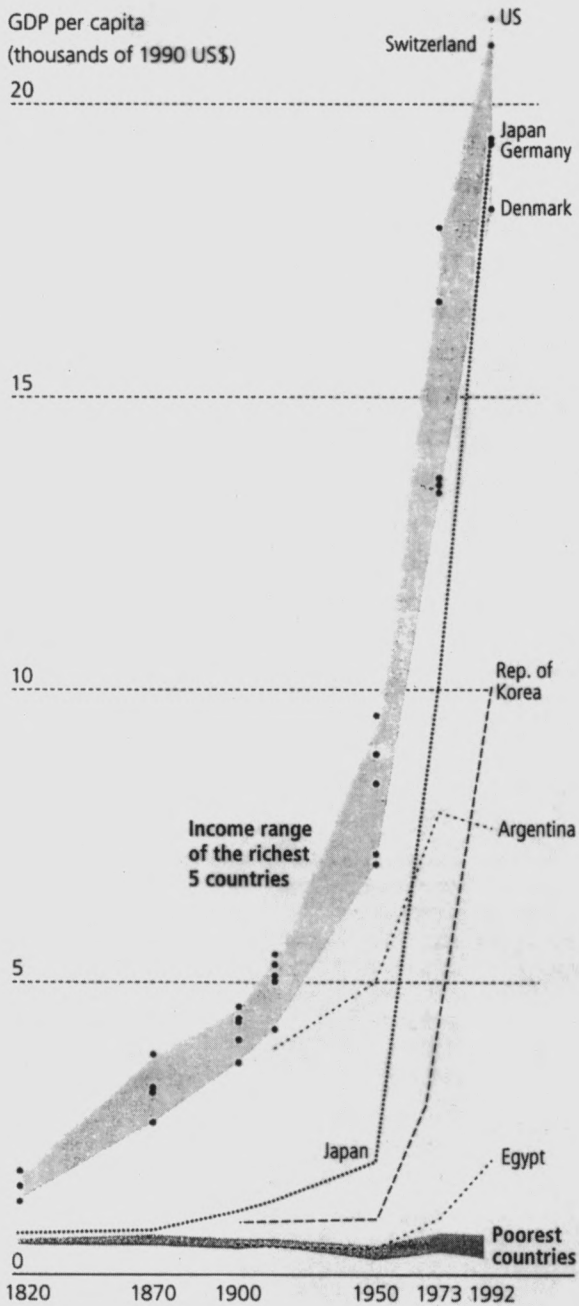 GDP per capita
(thousands of 1990 US$)
US
Switzerland
20
Japan
Germany
Denmark
15
10
Rep. of
Korea
Argentina
Income range
of the richest
5 countries
5
Japan
Egypt
Poorest
countries
0
1820 1870 1900 1950 1973 1992